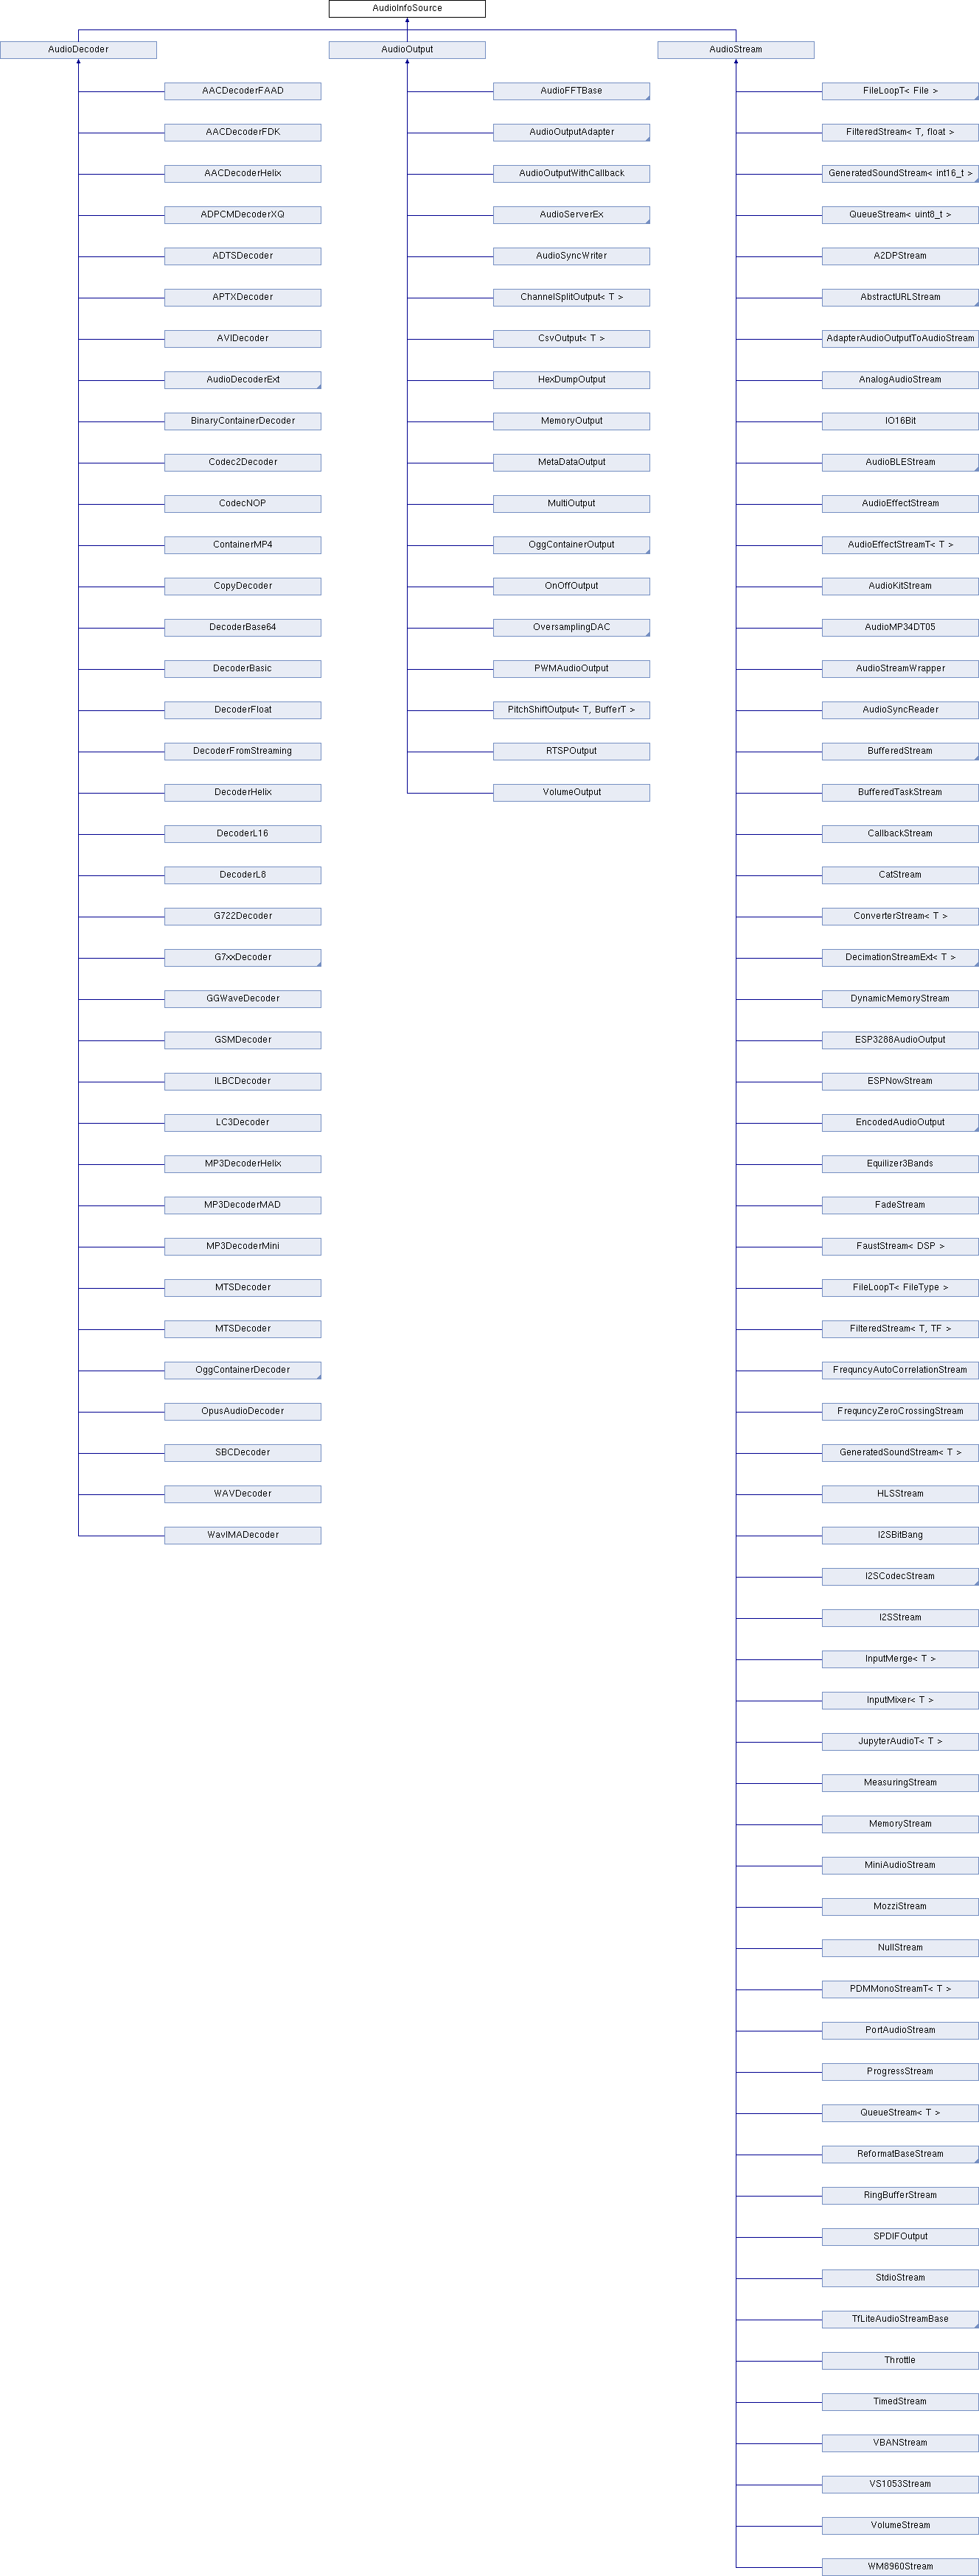 AudioInfoSource
AudioDecoder
AudioOutput
AudioStream
AACDecoderFAAD
AACDecoderFDK
AACDecoderHelix
ADPCMDecoderXQ
ADTSDecoder
APTXDecoder
AVIDecoder
AudioDecoderExt
BinaryContainerDecoder
Codec2Decoder
CodecNOP
ContainerMP4
CopyDecoder
DecoderBase64
DecoderBasic
DecoderFloat
DecoderFromStreaming
DecoderHelix
DecoderL16
DecoderL8
G722Decoder
G7xxDecoder
GGWaveDecoder
GSMDecoder
ILBCDecoder
LC3Decoder
MP3DecoderHelix
MP3DecoderMAD
MP3DecoderMini
MTSDecoder
MTSDecoder
OggContainerDecoder
OpusAudioDecoder
SBCDecoder
WAVDecoder
WavIMADecoder
AudioFFTBase
AudioOutputAdapter
AudioOutputWithCallback
AudioServerEx
AudioSyncWriter
ChannelSplitOutput< T >
CsvOutput< T >
HexDumpOutput
MemoryOutput
MetaDataOutput
MultiOutput
OggContainerOutput
OnOffOutput
OversamplingDAC
PWMAudioOutput
PitchShiftOutput< T, BufferT >
RTSPOutput
VolumeOutput
FileLoopT< File >
FilteredStream< T, float >
GeneratedSoundStream< int16_t >
QueueStream< uint8_t >
A2DPStream
AbstractURLStream
AdapterAudioOutputToAudioStream
AnalogAudioStream
IO16Bit
AudioBLEStream
AudioEffectStream
AudioEffectStreamT< T >
AudioKitStream
AudioMP34DT05
AudioStreamWrapper
AudioSyncReader
BufferedStream
BufferedTaskStream
CallbackStream
CatStream
ConverterStream< T >
DecimationStreamExt< T >
DynamicMemoryStream
ESP3288AudioOutput
ESPNowStream
EncodedAudioOutput
Equilizer3Bands
FadeStream
FaustStream< DSP >
FileLoopT< FileType >
FilteredStream< T, TF >
FrequncyAutoCorrelationStream
FrequncyZeroCrossingStream
GeneratedSoundStream< T >
HLSStream
I2SBitBang
I2SCodecStream
I2SStream
InputMerge< T >
InputMixer< T >
JupyterAudioT< T >
MeasuringStream
MemoryStream
MiniAudioStream
MozziStream
NullStream
PDMMonoStreamT< T >
PortAudioStream
ProgressStream
QueueStream< T >
ReformatBaseStream
RingBufferStream
SPDIFOutput
StdioStream
TfLiteAudioStreamBase
Throttle
TimedStream
VBANStream
VS1053Stream
VolumeStream
WM8960Stream